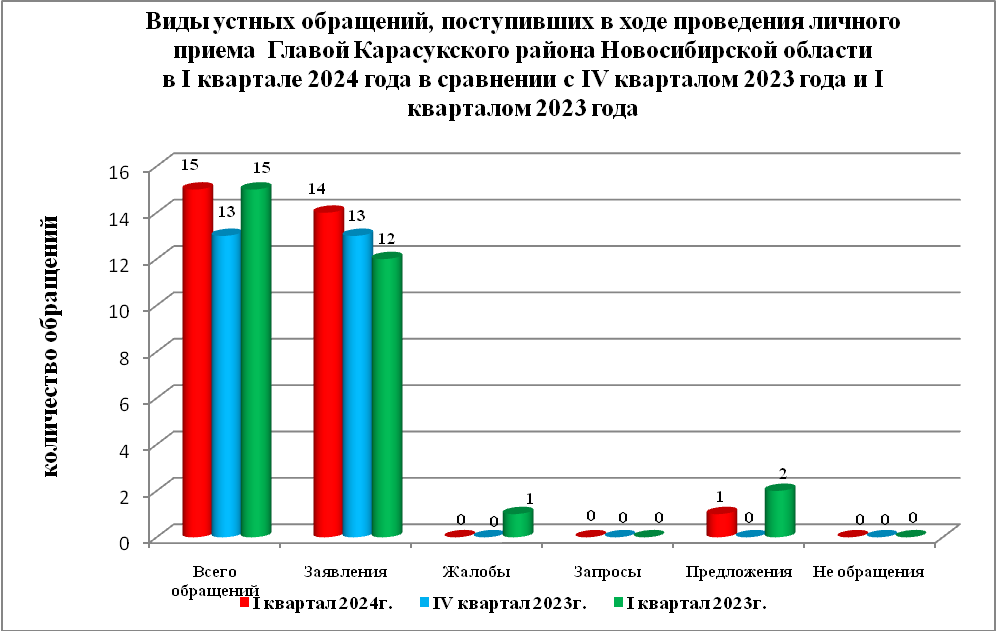 Виды устных обращений, поступивших в ходе проведения личного
приема Главой Карасукского района Новосибирской области
в I квартале 2024 года в сравнении с IV кварталом 2023 года и I
кварталом 2023 года
количество обращений
16
14
12
10
8
6
4
2
0
15 13 15
14 13 12
0 0 1
0 0 0
1 0 2
0 0 0
Всего
обращений
Заявления
Жалобы
Запросы
Предложения
Не обращения
I квартал 2024г.
IV квартал 2023г.
I квартал 2023г.